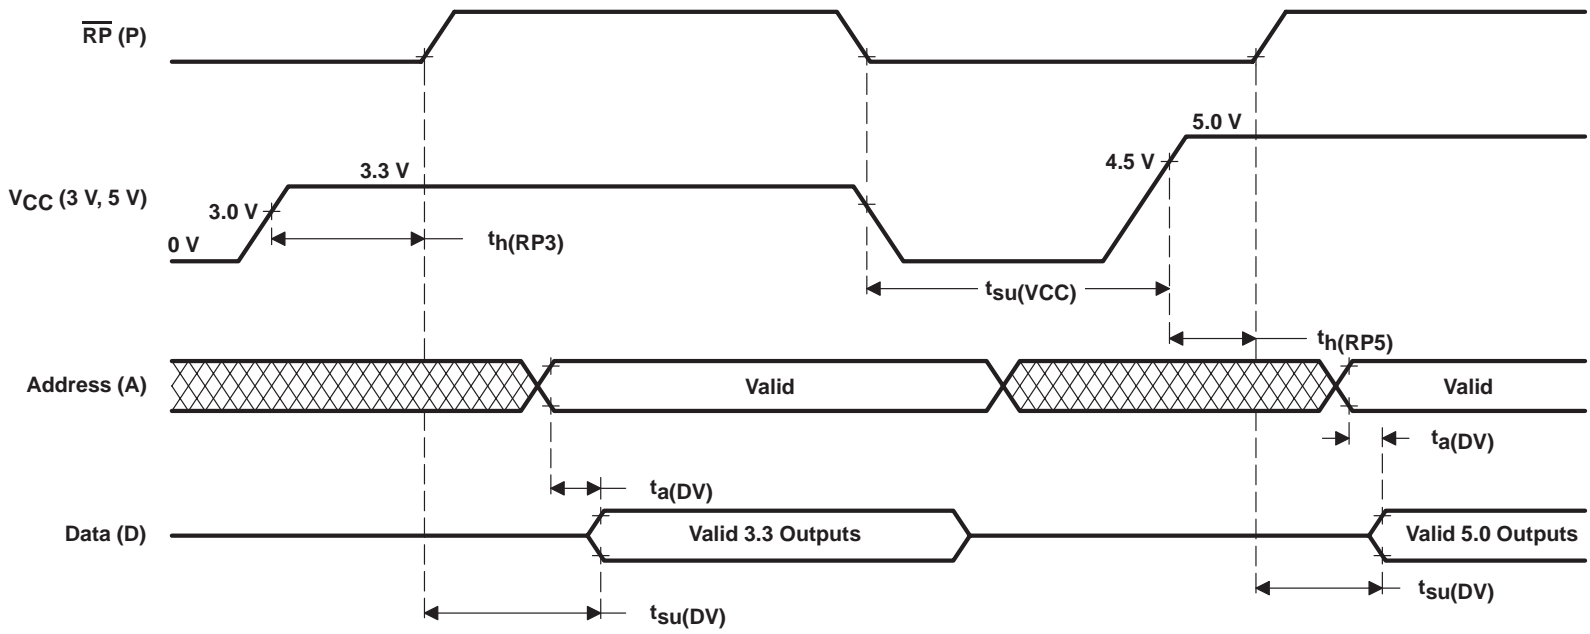 RP (P)
5.0 V
4.5 V
3.3 V
VCC (3 V, 5 V)
3.0 V
0 V
th(RP3)
tsu(VCC)
th(RP5)
Address (A)
Valid
Valid
ta(DV)
ta(DV)
Data (D)
Valid 3.3 Outputs
Valid 5.0 Outputs
tsu(DV)
tsu(DV)